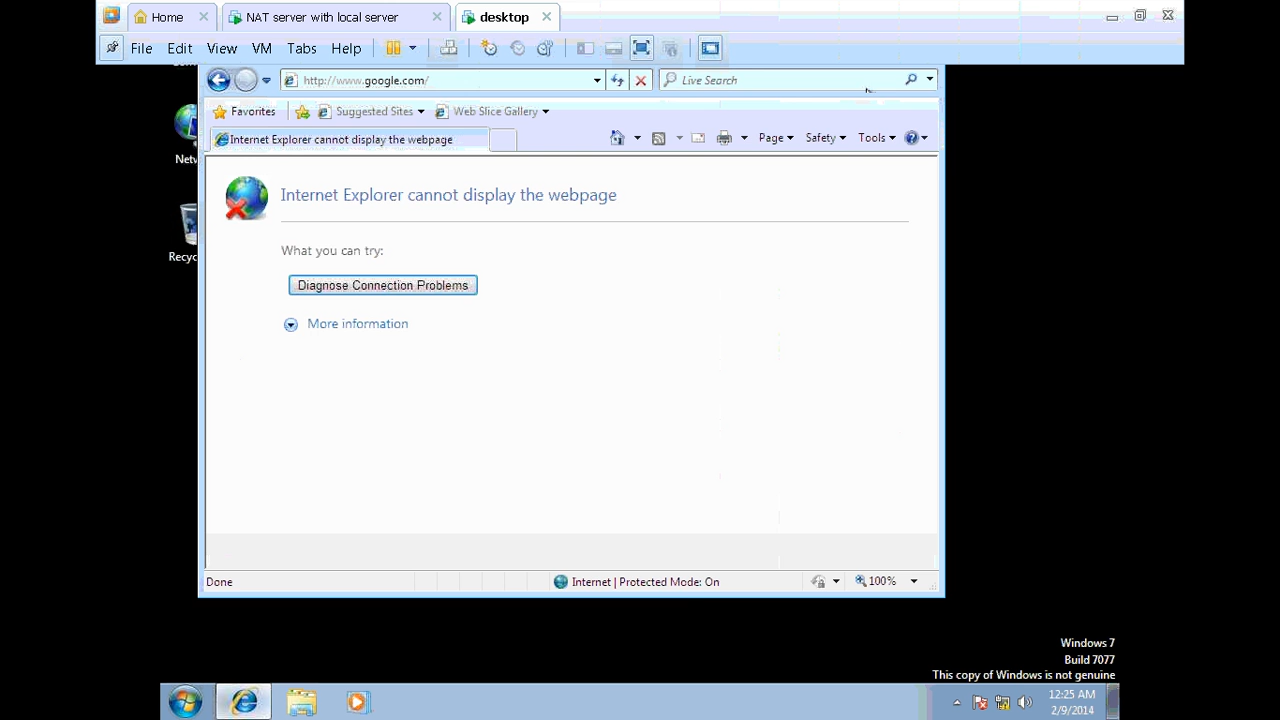 Home NAT server with local server desktop
File Edit View VM Tabs Help
http://www.google.com/ Live Search
Favorites Suggested Sites Web Slice Gallery
Internet Explorer cannot display the webpage Page Safety Tools
Netw
Internet Explorer cannot display the webpage
Recyc
What you can try:
Diagnose Connection Problems
More information
Done Internet | Protected Mode: On 100%
Windows 7
Build 7077
This copy of Windows is not genuine
12:25 AM
2/9/2014